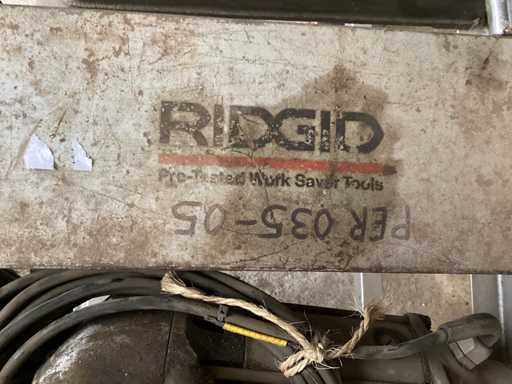 RIDGID
Pre-Tested Work Saver Tools
PER 035-05